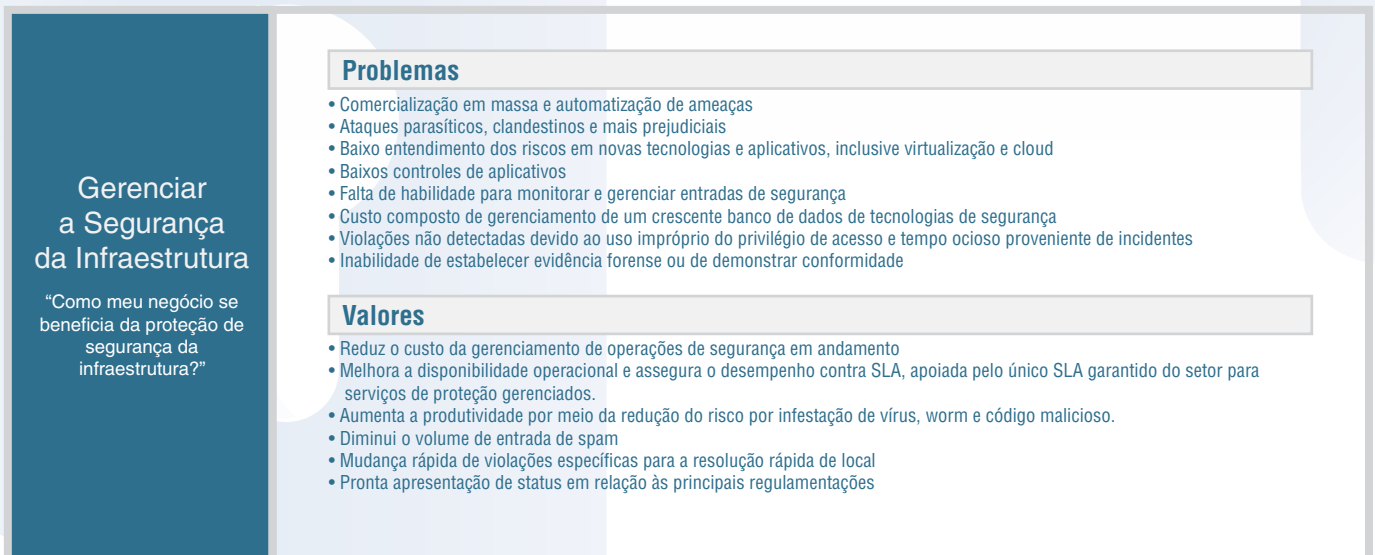 Gerenciar
a Segurança
da Infraestrutura
“Como meu negócio se
beneficia da proteção de
segurança da
infraestrutura?”
Problemas
• Comercialização em massa e automatização de ameaças
• Ataques parasíticos, clandestinos e mais prejudiciais
• Baixo entendimento dos riscos em novas tecnologias e aplicativos, inclusive virtualização e cloud
• Baixos controles de aplicativos
• Falta de habilidade para monitorar e gerenciar entradas de segurança
• Custo composto de gerenciamento de um crescente banco de dados de tecnologias de segurança
• Violações não detectadas devido ao uso impróprio do privilégio de acesso e tempo ocioso proveniente de incidentes
• Inabilidade de estabelecer evidência forense ou de demonstrar conformidade
Valores
• Reduz o custo da gerenciamento de operações de segurança em andamento
• Melhora a disponibilidade operacional e assegura o desempenho contra SLA, apoiada pelo único SLA garantido do setor para
serviços de proteção gerenciados.
• Aumenta a produtividade por meio da redução do risco por infestação de vírus, worm e código malicioso.
• Diminui o volume de entrada de spam
• Mudança rápida de violações específicas para a resolução rápida de local
• Pronta apresentação de status em relação às principais regulamentações